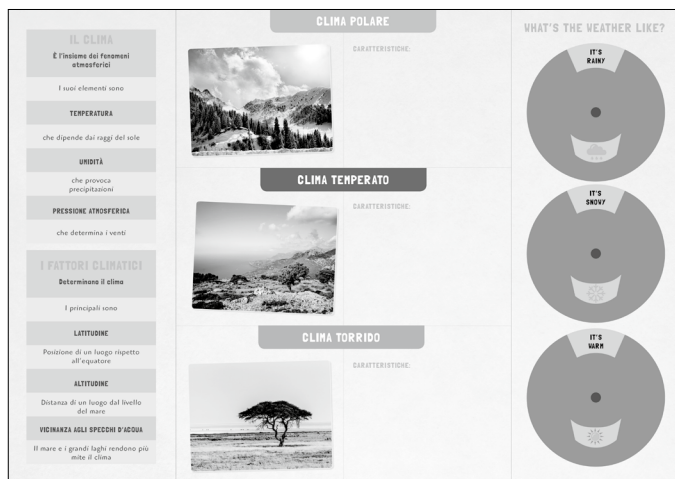 IL CLIMA
È l'insieme dei fenomeni
atmosferici
I suoi elementi sono
TEMPERATURA
che dipende dai raggi del sole
UMIDITÀ
che provoca
precipitazioni
PRESSIONE ATMOSFERICA
che determina i venti
I FATTORI CLIMATICI
Determinano il clima
I principali sono
LATITUDINE
Posizione di un luogo rispetto
all'equatore
ALTITUDINE
Distanza di un luogo dal livello
del mare
VICINANZA AGLI SPECCHI D'ACQUA
Il mare e i grandi laghi rendono più
mite il clima
CLIMA POLARE
CARATTERISTICHE:
CLIMA TEMPERATO
CARATTERISTICHE:
CLIMA TORRIDO
CARATTERISTICHE:
WHAT'S THE WEATHER LIKE?
IT'S
RAINY
IT'S
SNOWY
IT'S
WARM